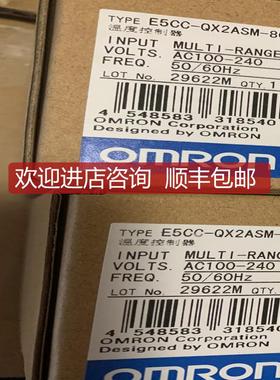 TYPE E5CC-QX2ASM-8
温度控制器
INPUT MULTI-RANGE
VOLTS. AC100-240
FREQ. 50/60Hz
LOT No. 29622M QTY. 1
4 548583 318540
OMRON Corporation
Designed by OMRON
OMRON
欢迎进店咨询 顺丰包邮
TYPE E5CC-QX2ASM-
温度控制器
INPUT MULTI-RANG
VOLTS. AC100-240
FREQ. 50/60Hz
LOT No. 29622M QTY.
4 548583 318540
OMRON Corporation
Designed by OMRON
OMRON